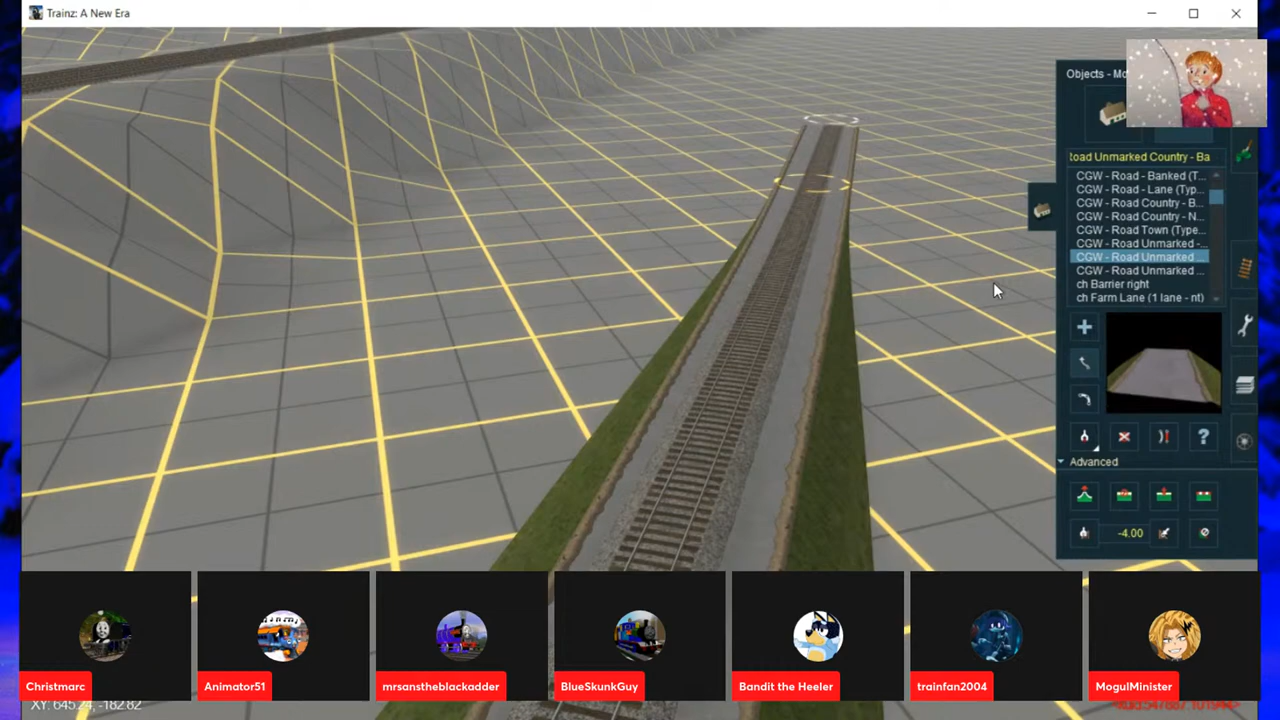 Trainz: A New Era
Objects - Mo
toad Unmarked Country - Ba
CGW - Road - Banked (T...
CGW - Road - Lane (Typ...
CGW - Road Country - B...
CGW - Road Country - N...
CGW - Road Town (Type...
CGW - Road Unmarked -...
CGW - Road Unmarked
CGW - Road Unmarked ...
ch Barrier right
ch Farm Lane (1 lane - nt)
?
Advanced
-4.00
Christmarc
Animator51
mrsanstheblackadder
BlueSkunkGuy
Bandit the Heeler
trainfan2004
MogulMinister
XY: 645.24, -182.82